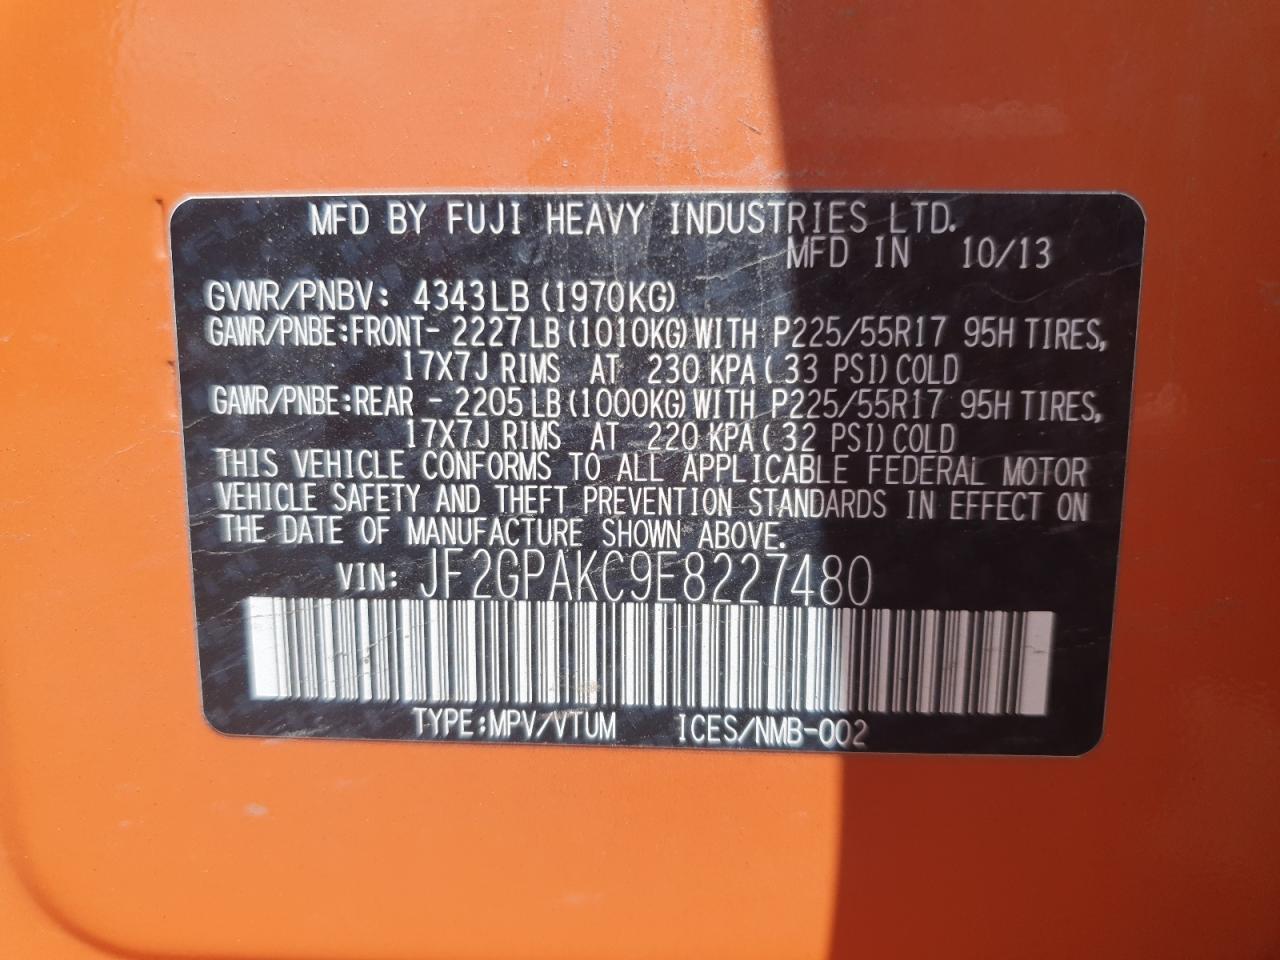 MFD BY FUJI HEAVY INDUSTRIES LTD.
MFD IN 10/13
GVWR/PNBV: 4343LB (1970KG)
GAWR/PNBE:FRONT- 2227LB (1010KG) WITH P225/55R17 95H TIRES,
17X7J RIMS AT 230 KPA ( 33 PSI) COLD
GAWR/PNBE:REAR - 2205LB (1000KG) WITH P225/55R17 95H TIRES,
17X7J RIMS AT 220 KPA ( 32 PSI) COLD
THIS VEHICLE CONFORMS TO ALL APPLICABLE FEDERAL MOTOR
VEHICLE SAFETY AND THEFT PREVENTION STANDARDS IN EFFECT ON
THE DATE OF MANUFACTURE SHOWN ABOVE.
VIN: JF2GPAKC9E8227480
TYPE:MPV/VTUM ICES/NMB-002